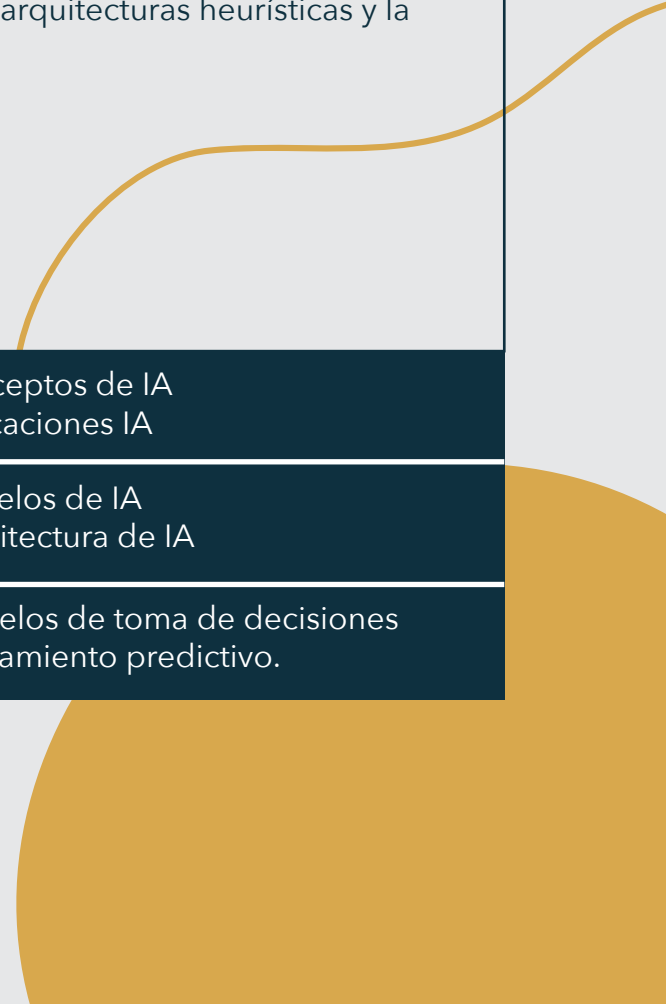 arquitecturas heurísticas y la
ceptos de IA
caciones IA
elos de IA
itectura de IA
elos de toma de decisiones
amiento predictivo.